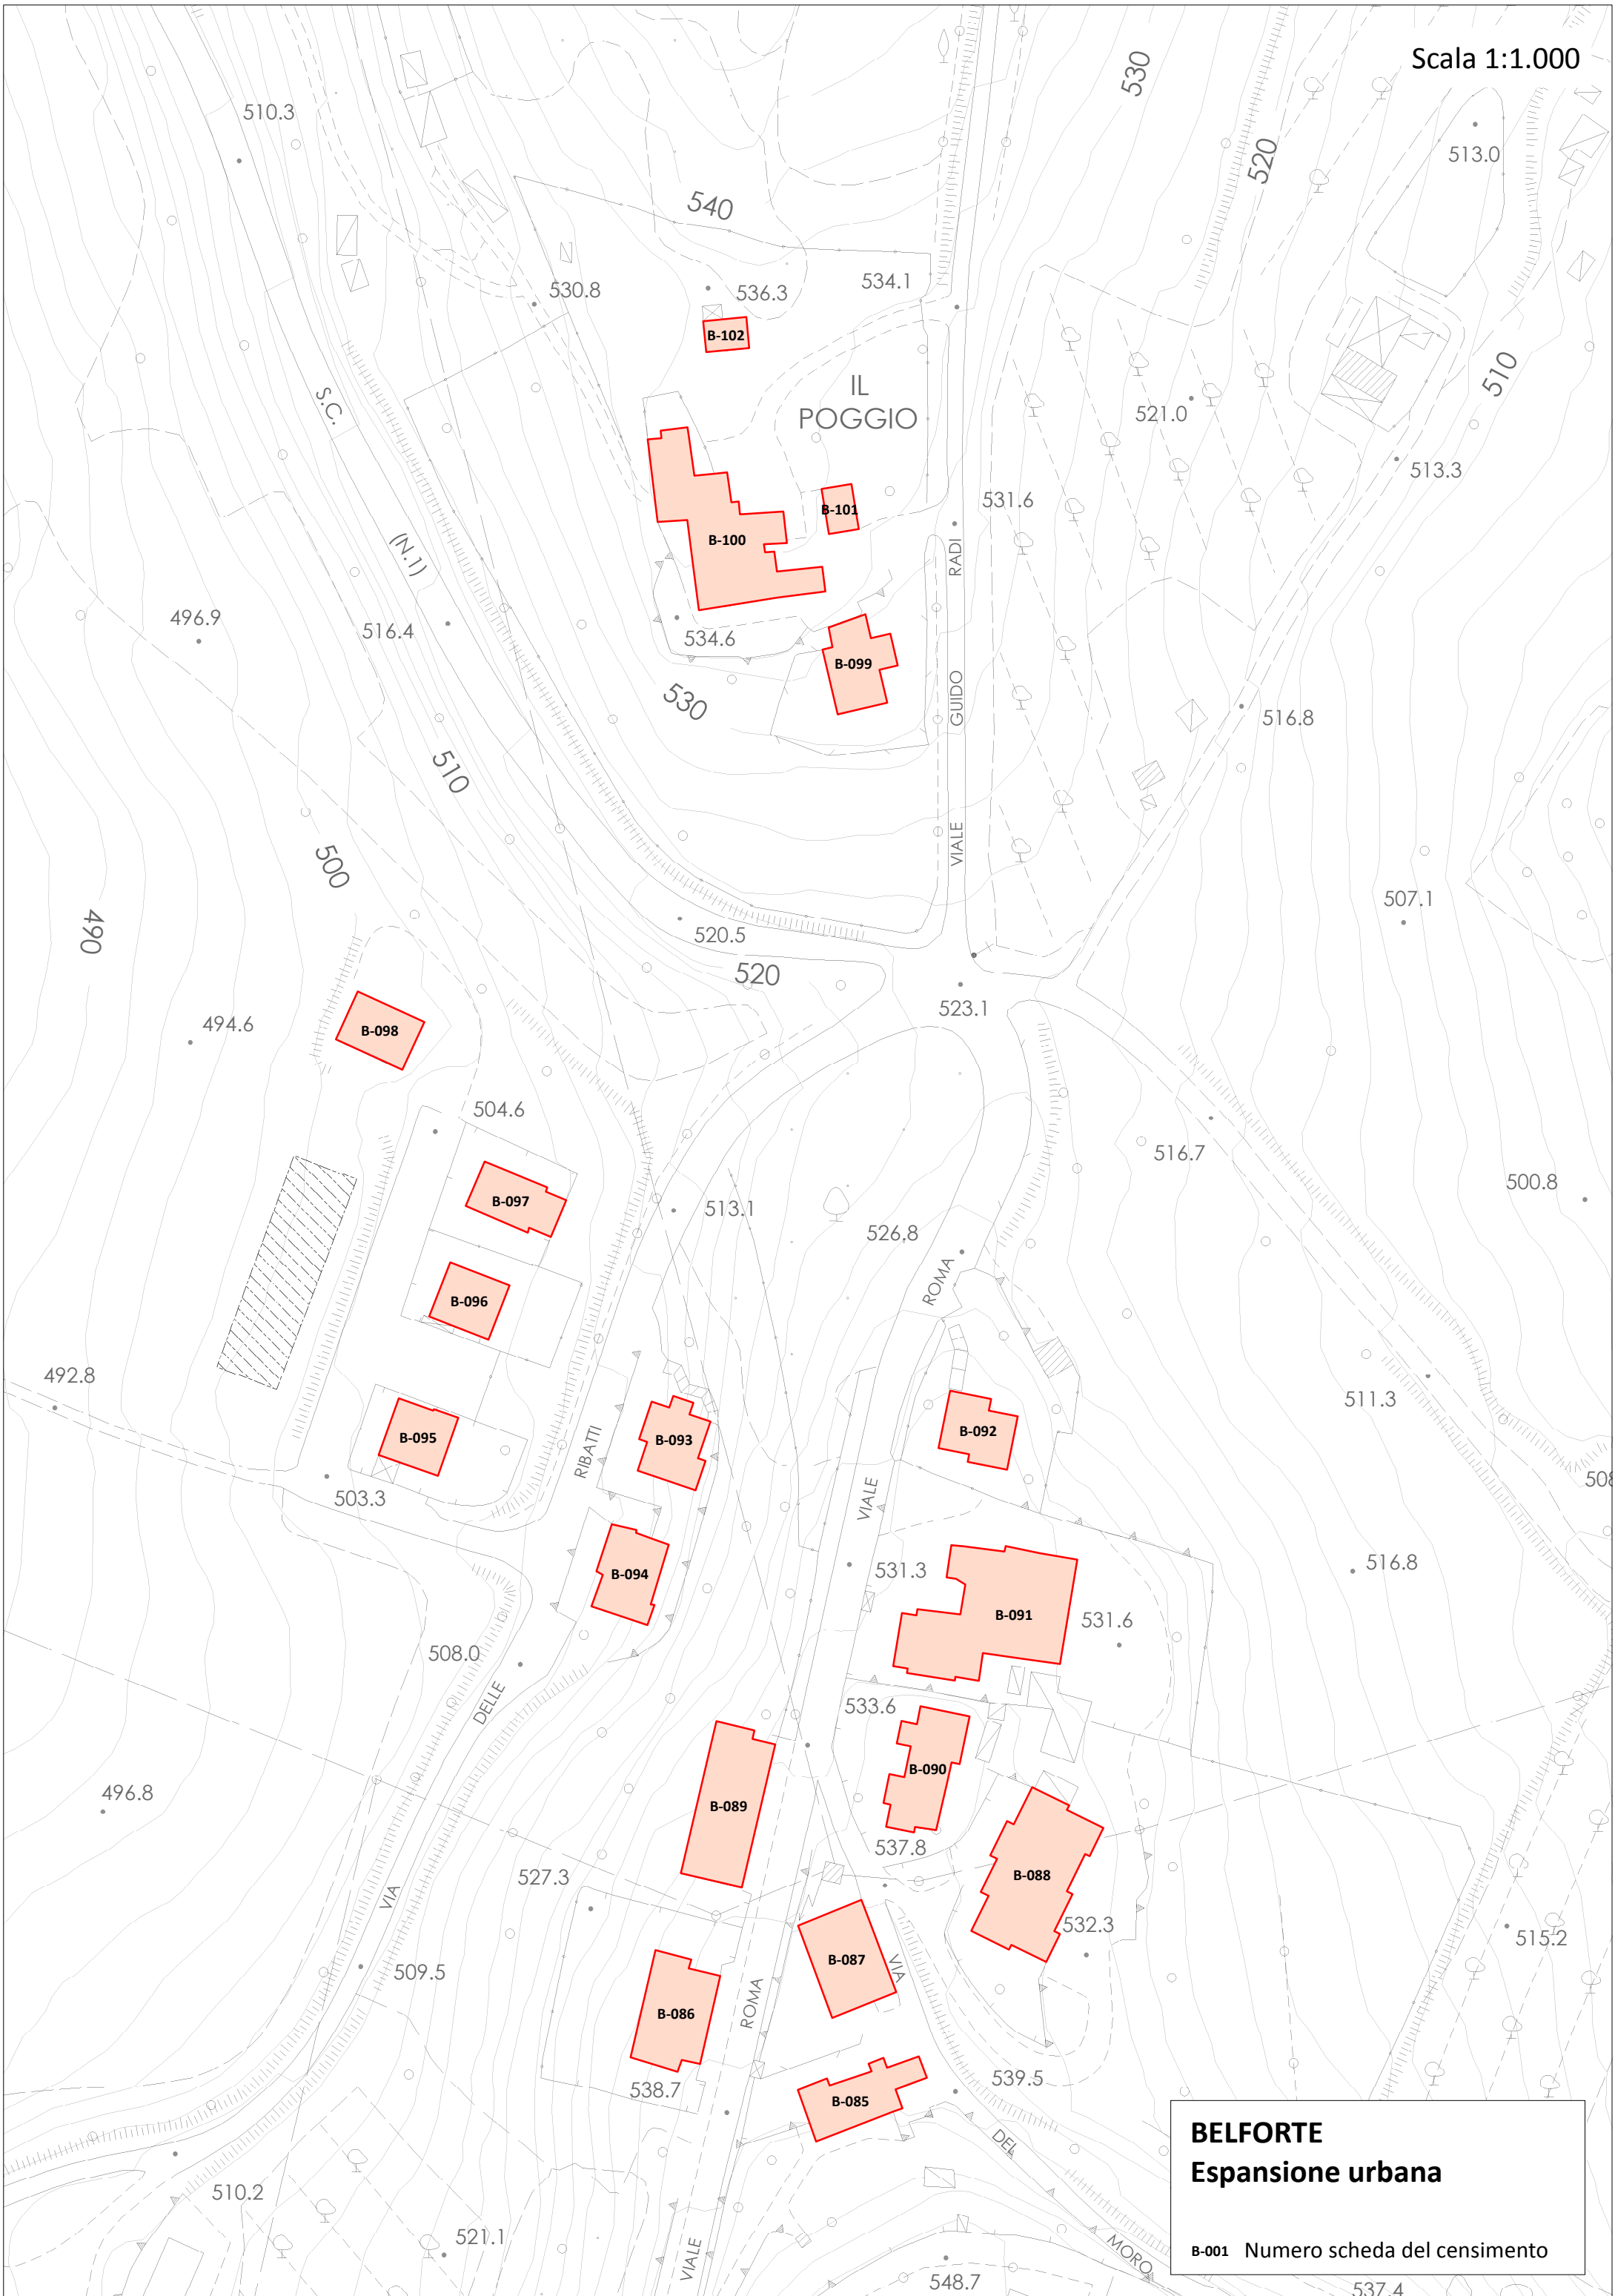 Scala 1:1.000
530
510.3
520
513.0
540
534.1
530.8
536.3
B-102
510
IL
POGGIO
S.C.
521.0
513.3
531.6
B-101
B-100
(N.1)
RADI
496.9
516.4
534.6
B-099
530
GUIDO
516.8
510
VIALE
500
507.1
490
520.5
520
523.1
494.6
B-098
504.6
516.7
500.8
B-097
513.1
526.8
ROMA
B-096
492.8
511.3
B-095
RIBATTI
B-093
B-092
508
503.3
VIALE
B-094
531.3
516.8
B-091
531.6
508.0
DELLE
533.6
B-090
496.8
B-089
537.8
B-088
527.3
VIA
532.3
515.2
B-087
VIA
509.5
B-086
ROMA
539.5
538.7
B-085
DEL
BELFORTE
Espansione urbana
510.2
521.1
VIALE
MORO
B-001 Numero scheda del censimento
548.7
537.4